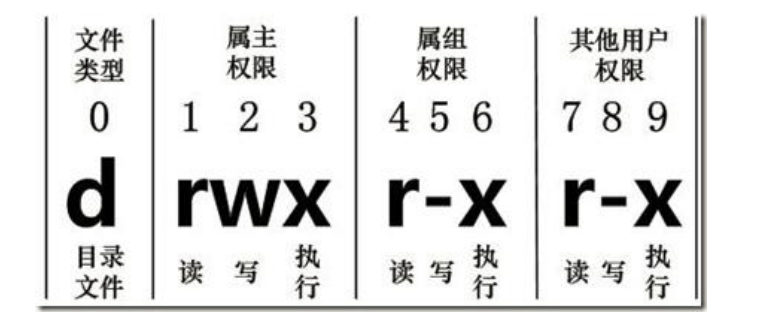 文件 属主 属组 其他用户
类型 权限 权限 权限
0 1 2 3 4 5 6 7 8 9
d rwx r-x r-x
目录文件 读 写 执行 读 写 执行 读 写 执行